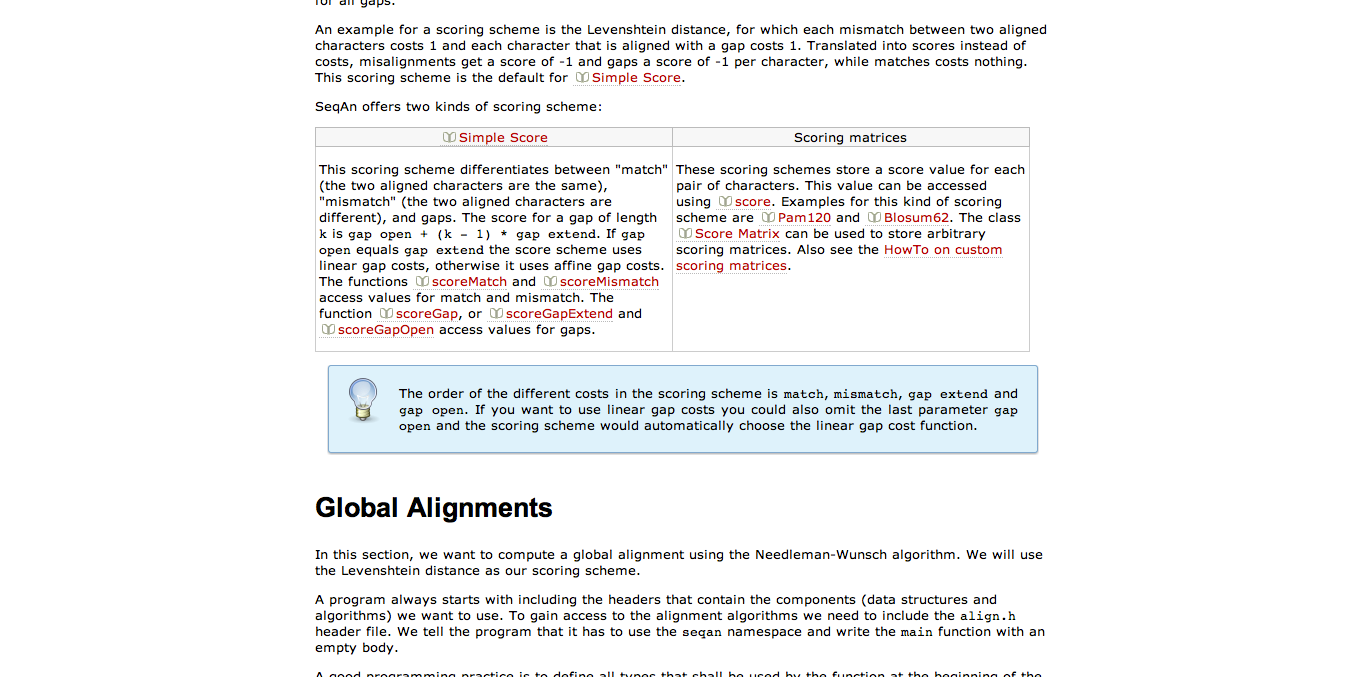 for all gaps.
An example for a scoring scheme is the Levenshtein distance, for which each mismatch between two aligned
characters costs 1 and each character that is aligned with a gap costs 1. Translated into scores instead of
costs, misalignments get a score of -1 and gaps a score of -1 per character, while matches costs nothing.
This scoring scheme is the default for Simple Score.
SeqAn offers two kinds of scoring scheme:
Simple Score
This scoring scheme differentiates between "match"
(the two aligned characters are the same),
"mismatch" (the two aligned characters are
different), and gaps. The score for a gap of length
k is gap open + (k - 1) * gap extend. If gap
open equals gap extend the score scheme uses
linear gap costs, otherwise it uses affine gap costs.
The functions scoreMatch and scoreMismatch
access values for match and mismatch. The
function scoreGap, or scoreGapExtend and
scoreGapOpen access values for gaps.
Scoring matrices
These scoring schemes store a score value for each
pair of characters. This value can be accessed
using score. Examples for this kind of scoring
scheme are Pam120 and Blosum62. The class
Score Matrix can be used to store arbitrary
scoring matrices. Also see the HowTo on custom
scoring matrices.
The order of the different costs in the scoring scheme is match, mismatch, gap extend and
gap open. If you want to use linear gap costs you could also omit the last parameter gap
open and the scoring scheme would automatically choose the linear gap cost function.
Global Alignments
In this section, we want to compute a global alignment using the Needleman-Wunsch algorithm. We will use
the Levenshtein distance as our scoring scheme.
A program always starts with including the headers that contain the components (data structures and
algorithms) we want to use. To gain access to the alignment algorithms we need to include the align.h
header file. We tell the program that it has to use the seqan namespace and write the main function with an
empty body.
A good programming practice is to define all types that shall be used by the function at the beginning of the